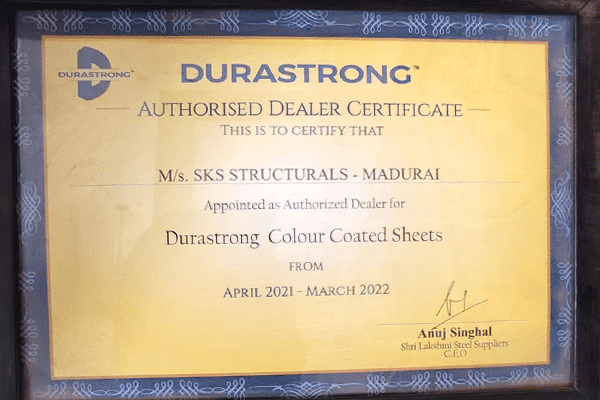 DURASTRONG
DURASTRONG™
AUTHORISED DEALER CERTIFICATE
THIS IS TO CERTIFY THAT
M/s. SKS STRUCTURALS - MADURAI
Appointed as Authorized Dealer for
Durastrong Colour Coated Sheets
FROM
APRIL 2021 - MARCH 2022
Anuj Singhal
Shri Lakshmi Steel Suppliers
C.E.O